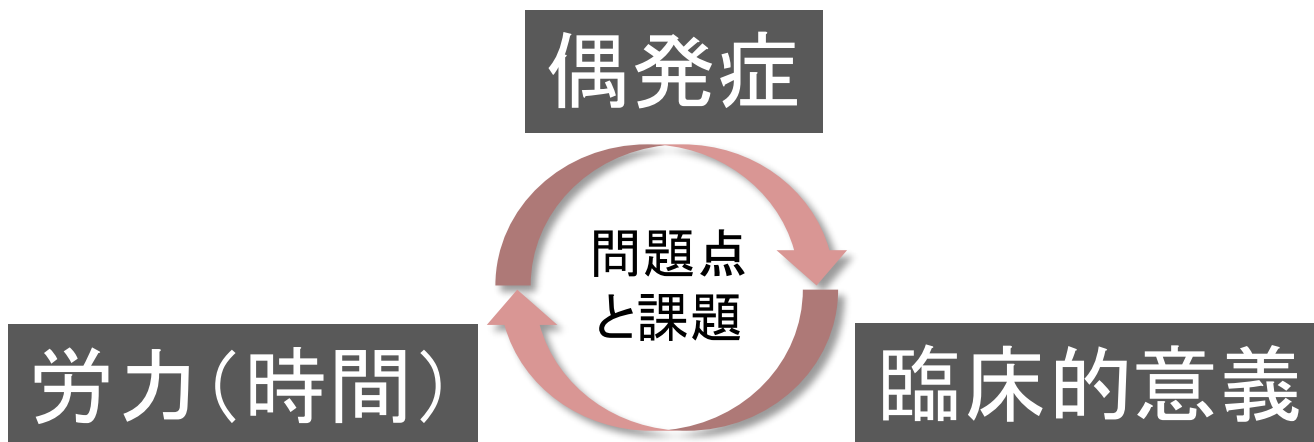 偶発症
問題点
と課題
労力（時間）
臨床的意義